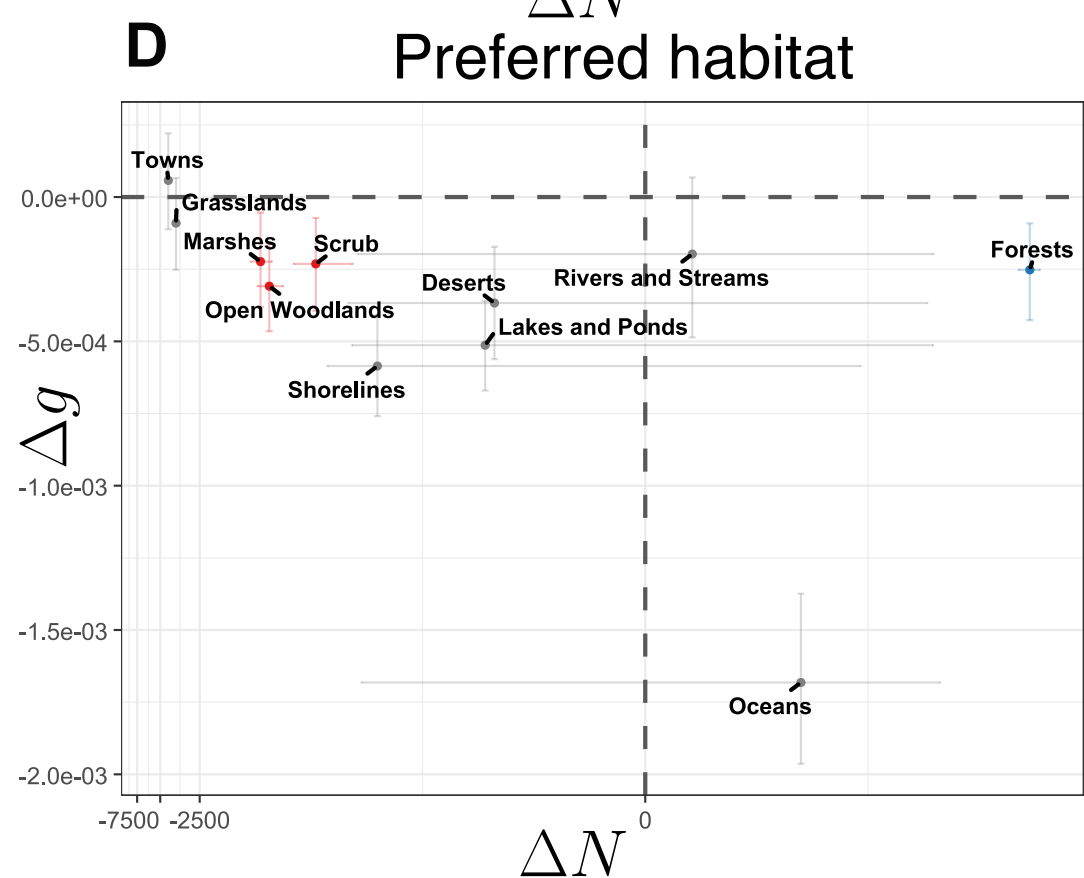 ΔN
D
Preferred habitat
Towns
0.0e+00
Grasslands
Marshes
Scrub
Forests
Rivers and Streams
Deserts
Open Woodlands
Lakes and Ponds
-5.0e-04
Shorelines
Δg
-1.0e-03
-1.5e-03
Oceans
-2.0e-03
-7500 -2500 0
ΔN